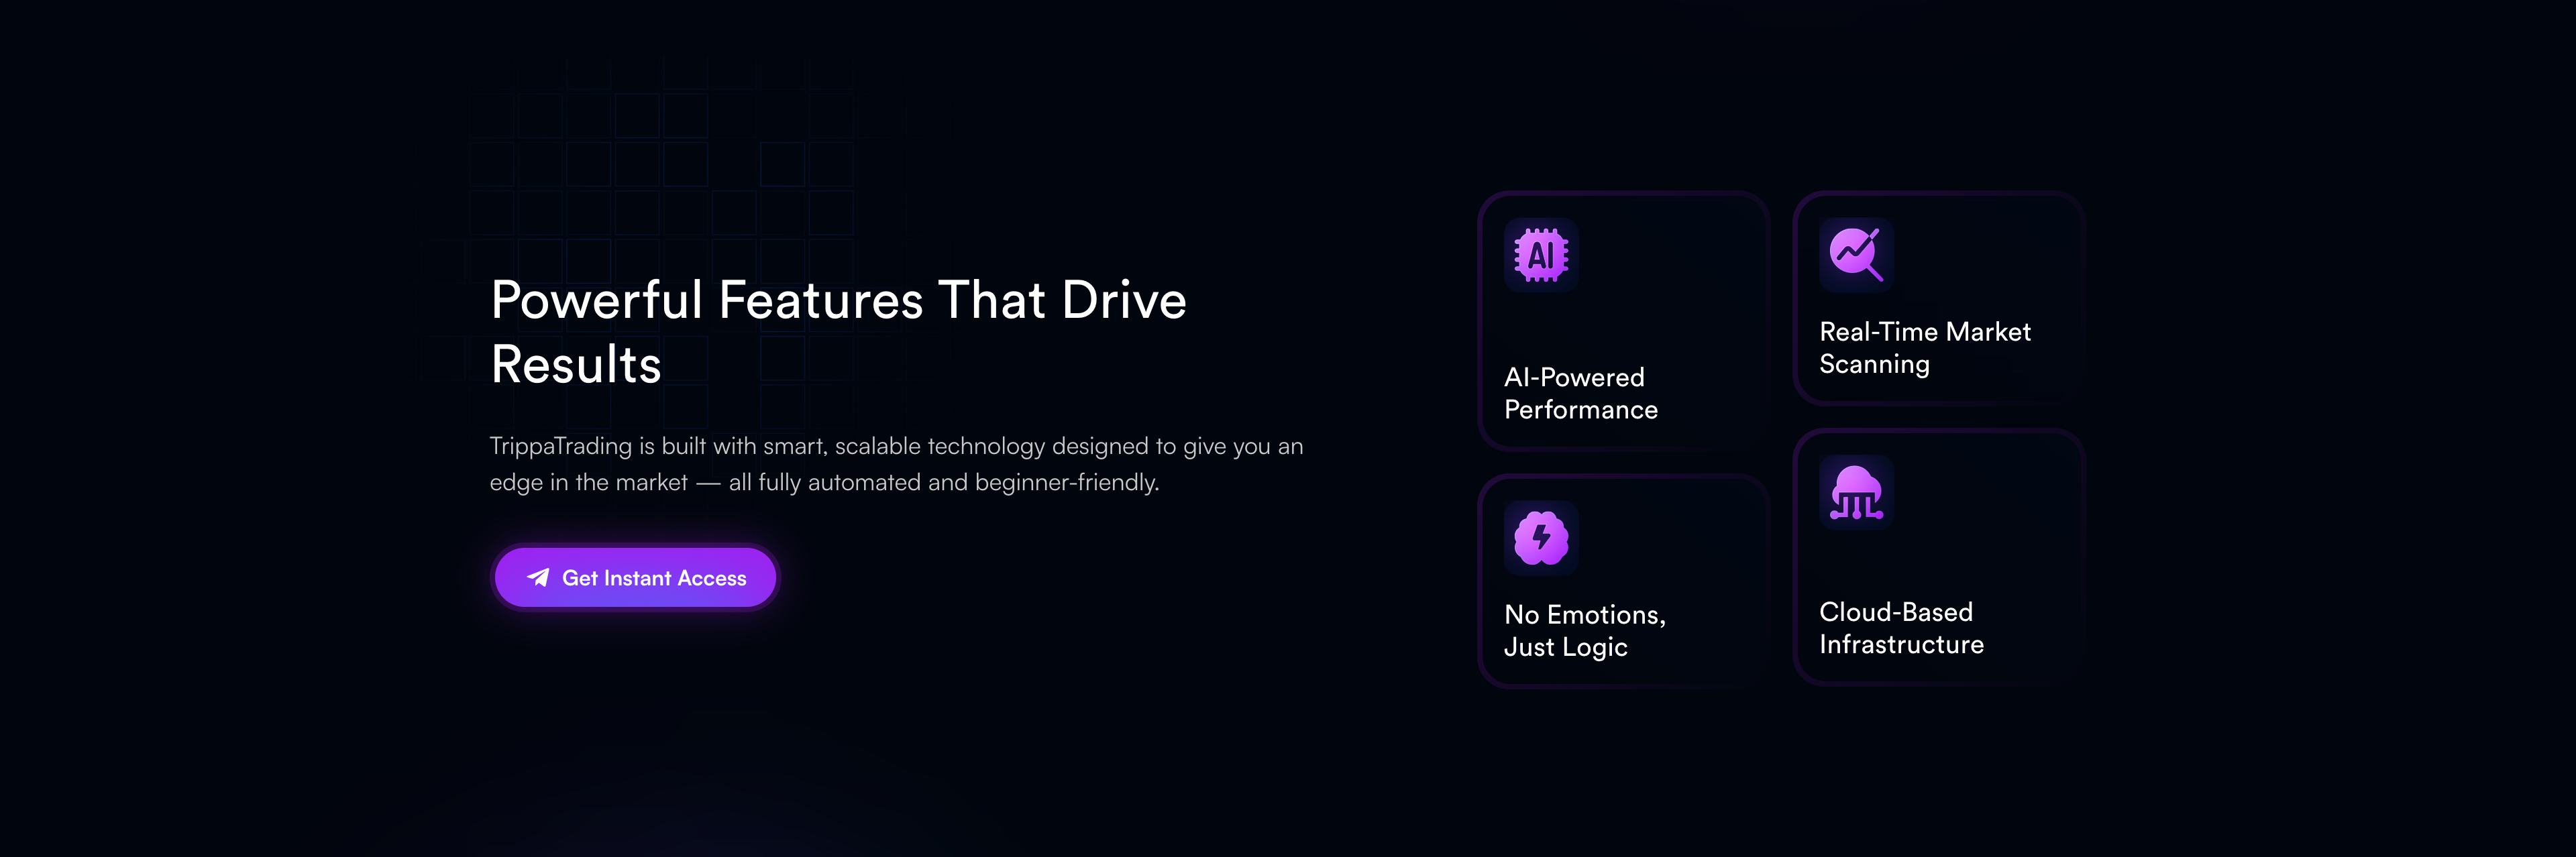 Powerful Features That Drive
Results
TrippaTrading is built with smart, scalable technology designed to give you an
edge in the market — all fully automated and beginner-friendly.
Get Instant Access
AI
AI-Powered
Performance
Real-Time Market
Scanning
No Emotions,
Just Logic
Cloud-Based
Infrastructure